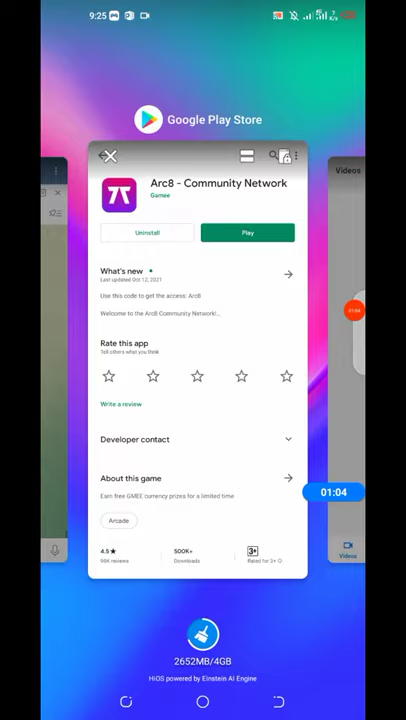 9:25
Google Play Store
Arc8 - Community Network
Gamee
Uninstall
Play
What's new
Last updated Oct 12, 2021
Use this code to get the access: Arc8
Welcome to the Arc8 Community Network!...
Rate this app
Tell others what you think
Write a review
Developer contact
About this game
Earn free GMEE currency prizes for a limited time
Arcade
4.5★
500K+
3+
96K reviews
Downloads
Rated for 3+
Videos
01:04
01:04
Videos
2652MB/4GB
HiOS powered by Einstein AI Engine